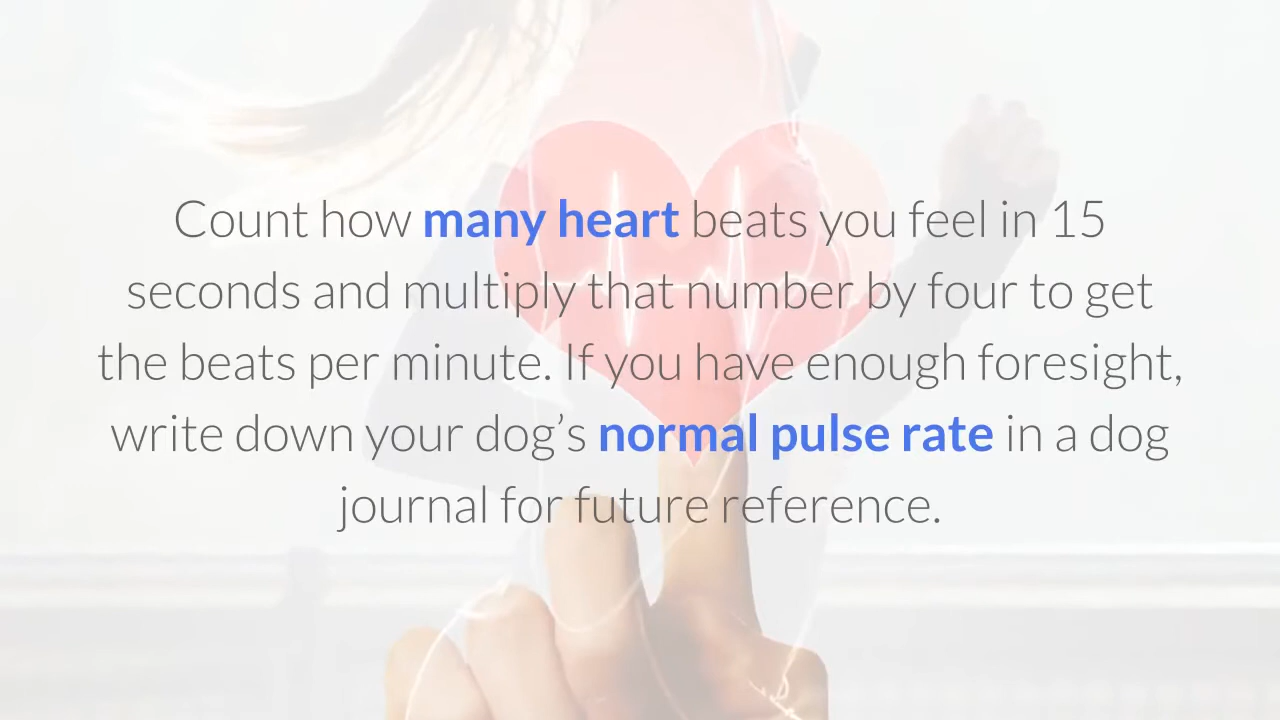 Count how many heart beats you feel in 15
seconds and multiply that number by four to get
the beats per minute. If you have enough foresight,
write down your dog’s normal pulse rate in a dog
journal for future reference.